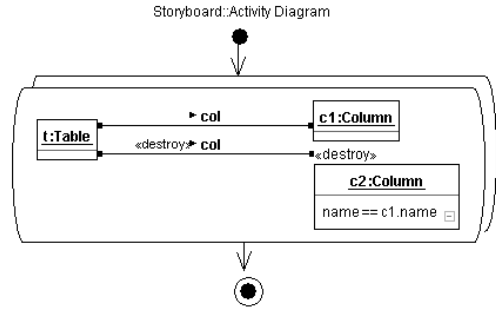 Storyboard::Activity Diagram
▸ col
c1:Column
t:Table
«destroy»▸ col
«destroy»
c2:Column
name == c1.name